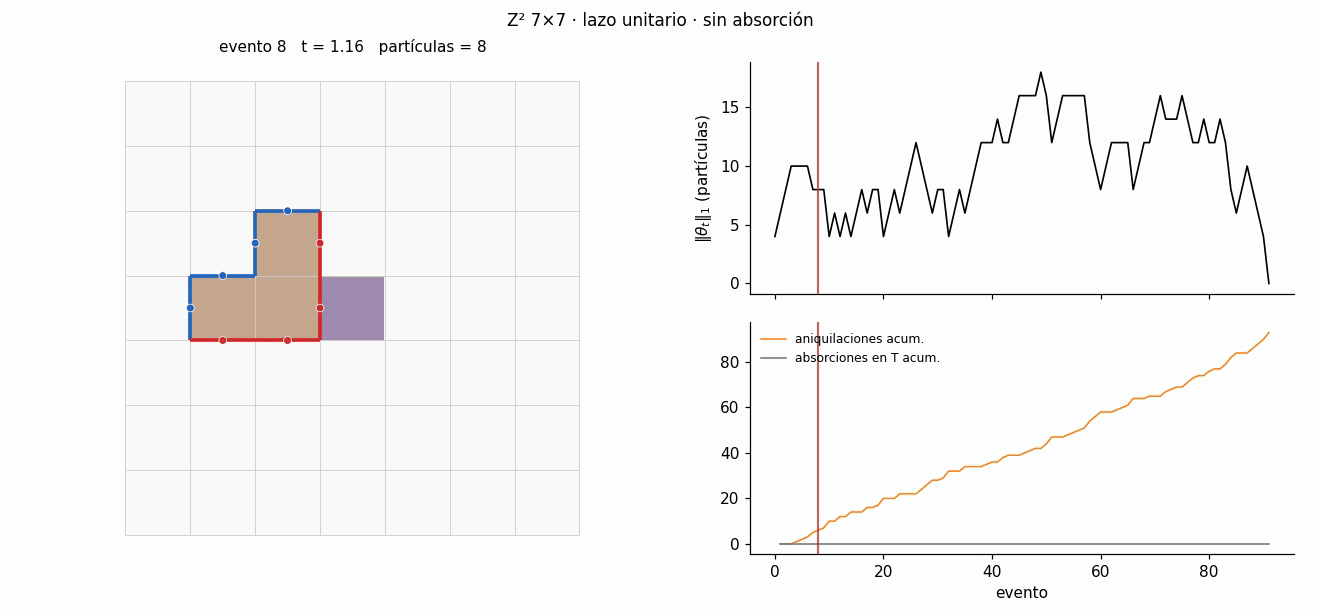 Z² 7×7 · lazo unitario · sin absorción
evento 8   t = 1.16   partículas = 8
‖θₜ‖₁ (partículas)
15
10
5
0
aniquilaciones acum.
absorciones en T acum.
80
60
40
20
0
0 20 40 60 80
evento